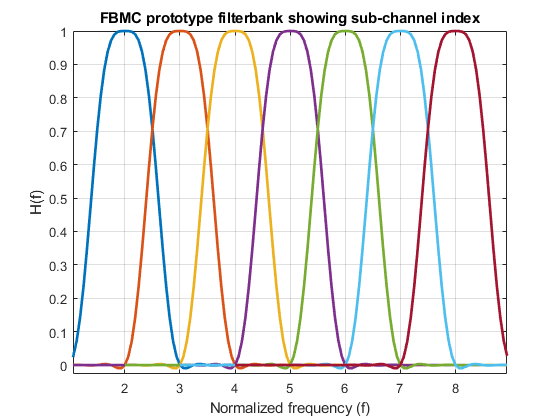 FBMC prototype filterbank showing sub-channel index
1
0.9
0.8
0.7
0.6
0.5
0.4
0.3
0.2
0.1
0
H(f)
2 3 4 5 6 7 8
Normalized frequency (f)